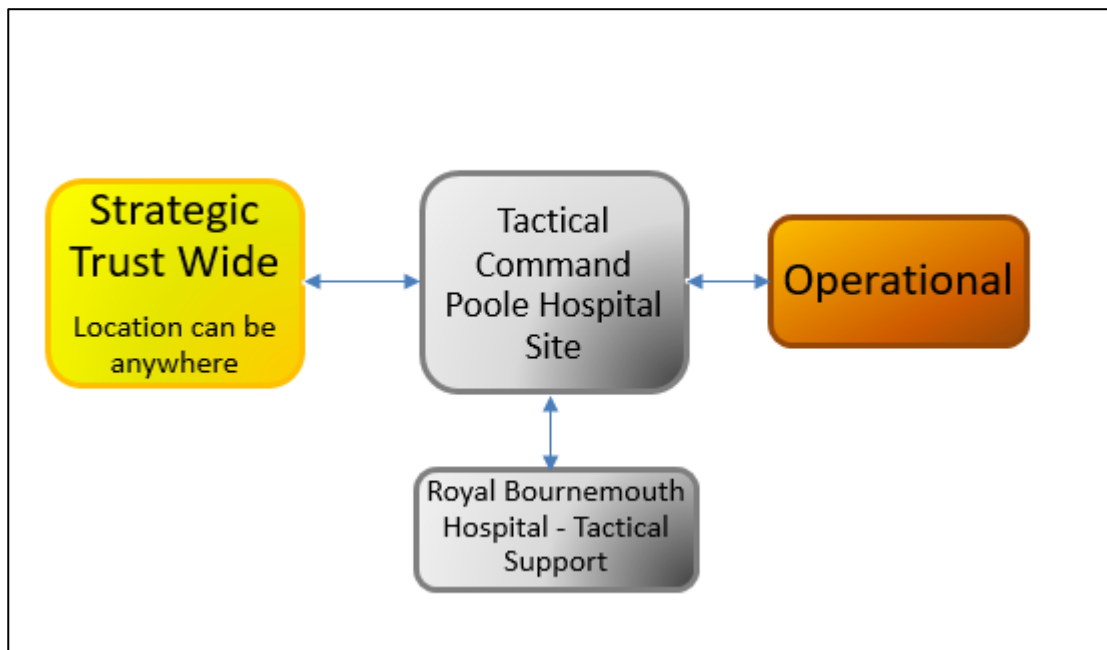 Strategic
Trust Wide
Location can be
anywhere
Tactical
Command
Poole Hospital
Site
Operational
Royal Bournemouth
Hospital - Tactical
Support